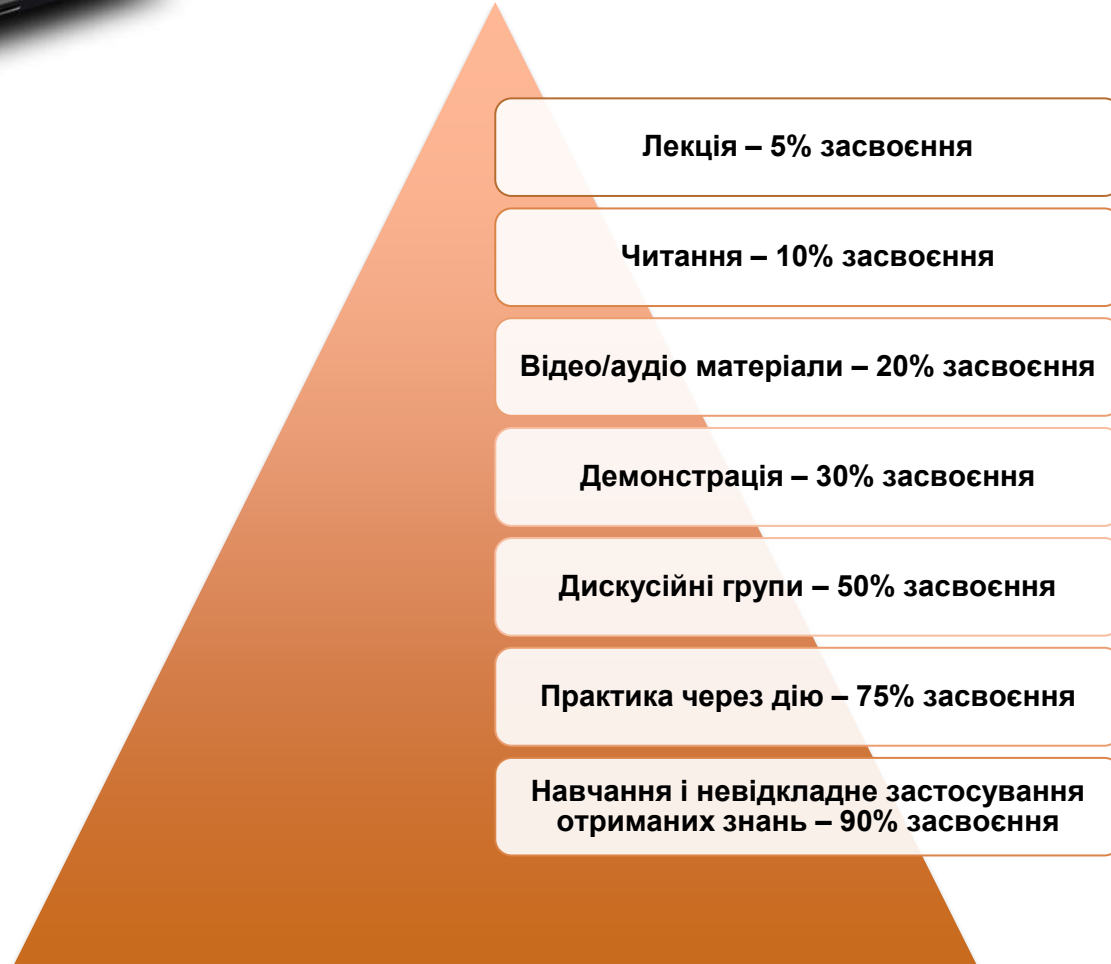 Лекція – 5% засвоєння
Читання – 10% засвоєння
Відео/аудіо матеріали – 20% засвоєння
Демонстрація – 30% засвоєння
Дискусійні групи – 50% засвоєння
Практика через дію – 75% засвоєння
Навчання і невідкладне застосування
отриманих знань – 90% засвоєння